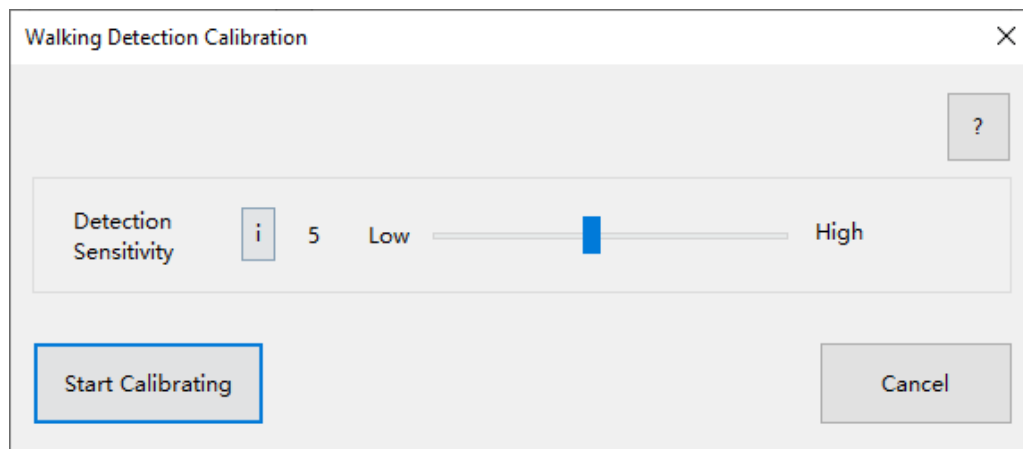 Walking Detection Calibration
?
Detection
Sensitivity
i
5
Low
High
Start Calibrating
Cancel